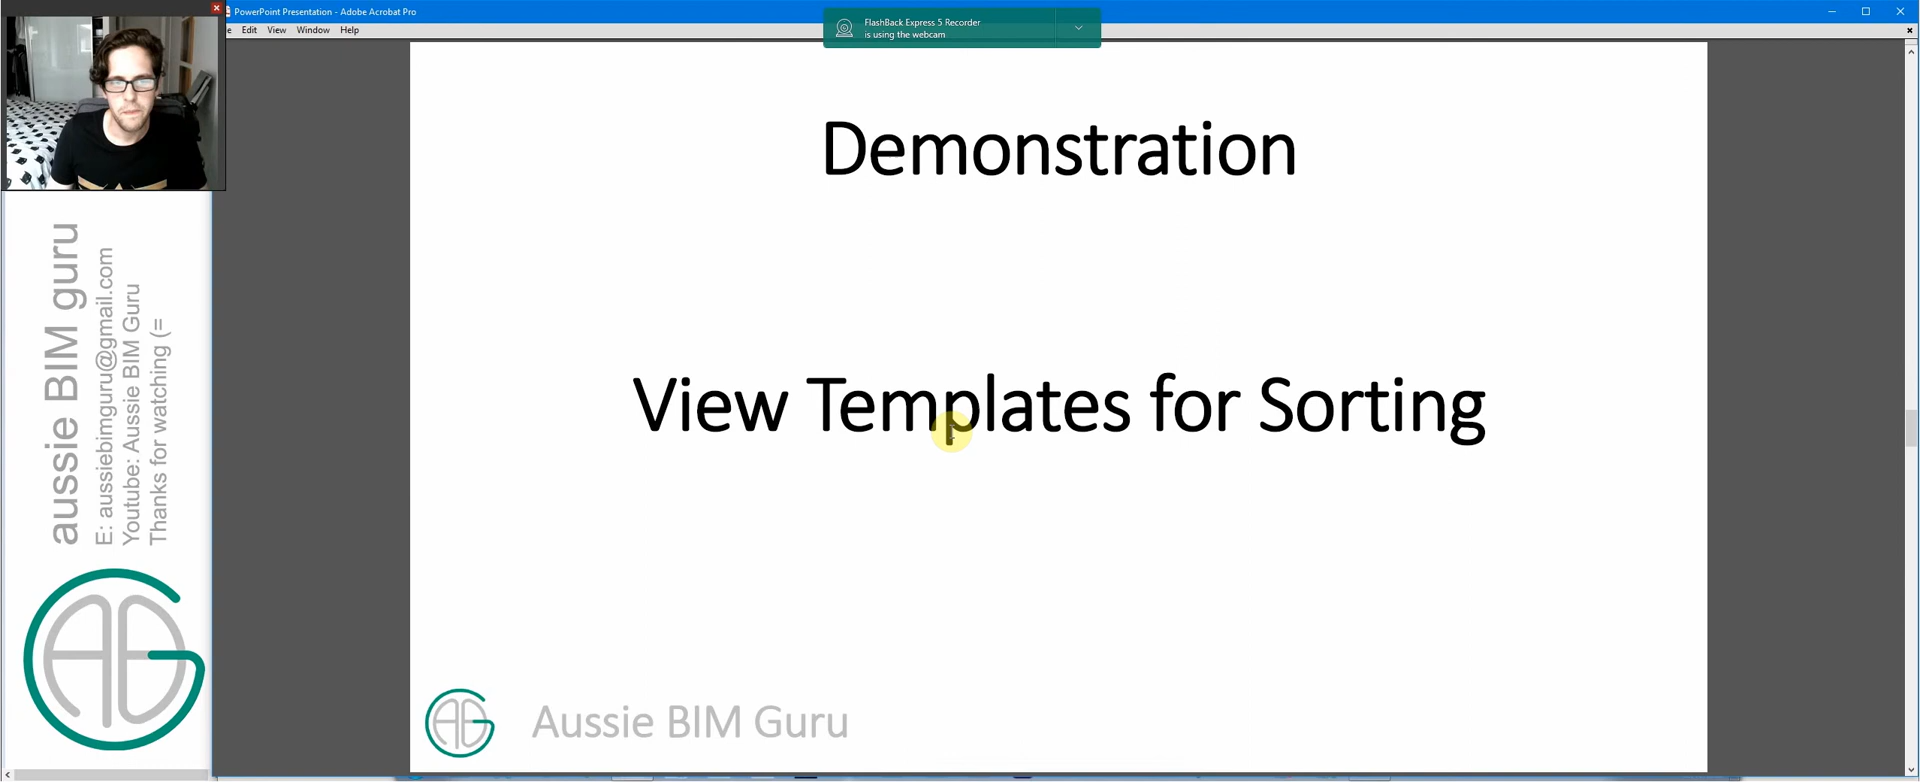 PowerPoint Presentation - Adobe Acrobat Pro
Edit View Window Help
FlashBack Express 5 Recorder
is using the webcam
Demonstration
View Templates for Sorting
Aussie BIM Guru
aussie BIM guru
E: aussiebimguru@gmail.com
Youtube: Aussie BIM Guru
Thanks for watching (=